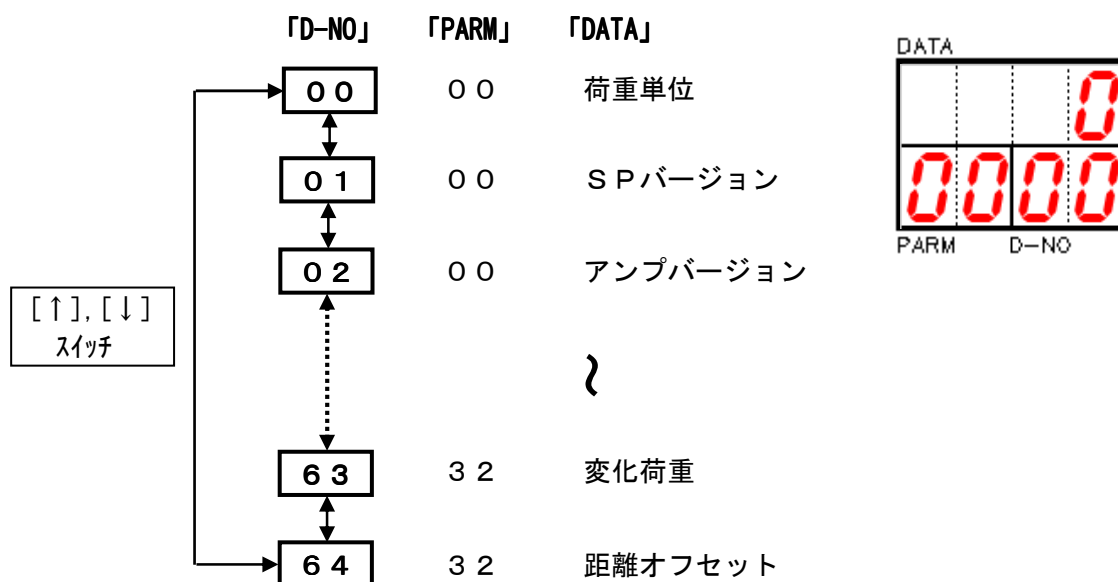 「D-NO」 「PARM」 「DATA」
００ ００ 荷重単位
０１ ００ ＳＰバージョン
０２ ００ アンプバージョン
～
６３ ３２ 変化荷重
６４ ３２ 距離オフセット
[↑],[↓]
ｽｲｯﾁ
DATA
0
0000
PARM D-NO